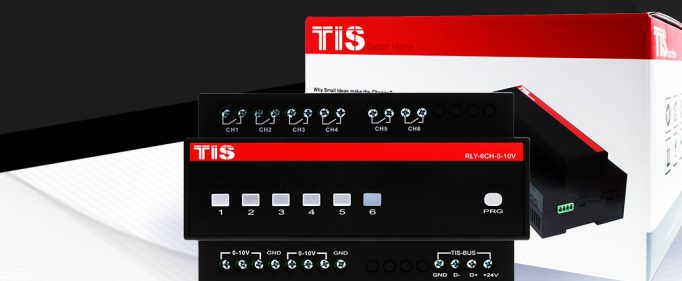 TIS Smart Home
Why Small Ideas make the Change?
CH1 CH2 CH3 CH4 CH5 CH6
TIS
RLY-6CH-0-10V
1 2 3 4 5 6
PRG
0-10V GND 0-10V GND
TIS-BUS
GND D- D+ +24V